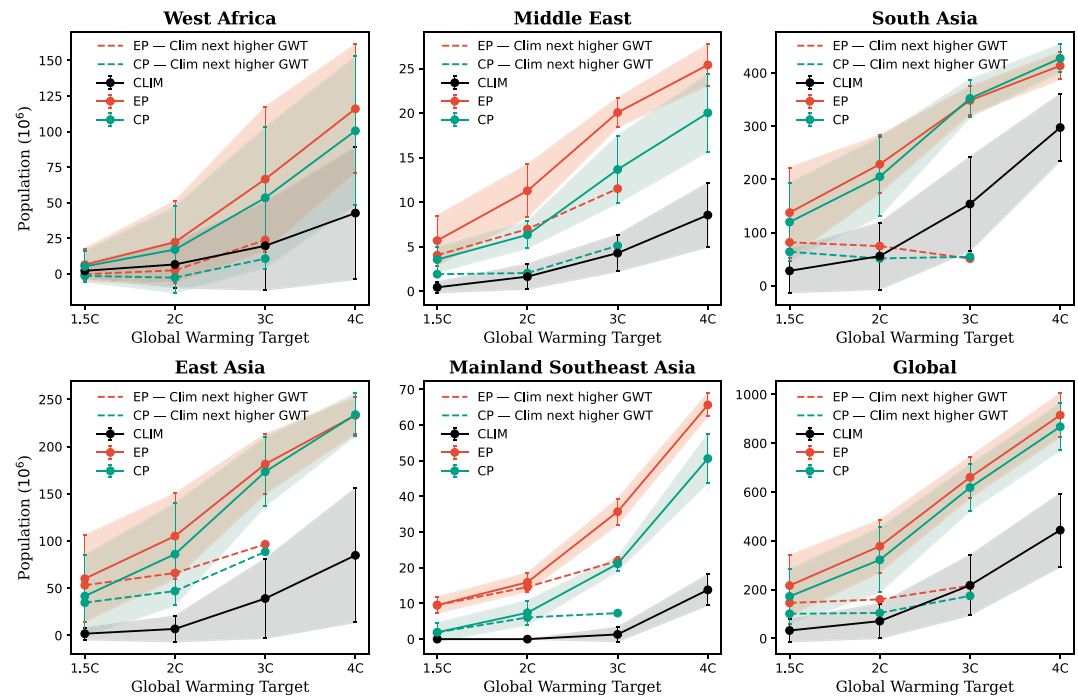 West Africa
EP — Clim next higher GWT
CP — Clim next higher GWT
CLIM
EP
CP
Population (10⁶)
150
125
100
75
50
25
0
1.5C 2C 3C 4C
Global Warming Target
Middle East
EP — Clim next higher GWT
CP — Clim next higher GWT
CLIM
EP
CP
25
20
15
10
5
0
1.5C 2C 3C 4C
Global Warming Target
South Asia
EP — Clim next higher GWT
CP — Clim next higher GWT
CLIM
EP
CP
400
300
200
100
0
1.5C 2C 3C 4C
Global Warming Target
East Asia
EP — Clim next higher GWT
CP — Clim next higher GWT
CLIM
EP
CP
Population (10⁶)
250
200
150
100
50
0
1.5C 2C 3C 4C
Global Warming Target
Mainland Southeast Asia
EP — Clim next higher GWT
CP — Clim next higher GWT
CLIM
EP
CP
70
60
50
40
30
20
10
0
1.5C 2C 3C 4C
Global Warming Target
Global
EP — Clim next higher GWT
CP — Clim next higher GWT
CLIM
EP
CP
1000
800
600
400
200
0
1.5C 2C 3C 4C
Global Warming Target